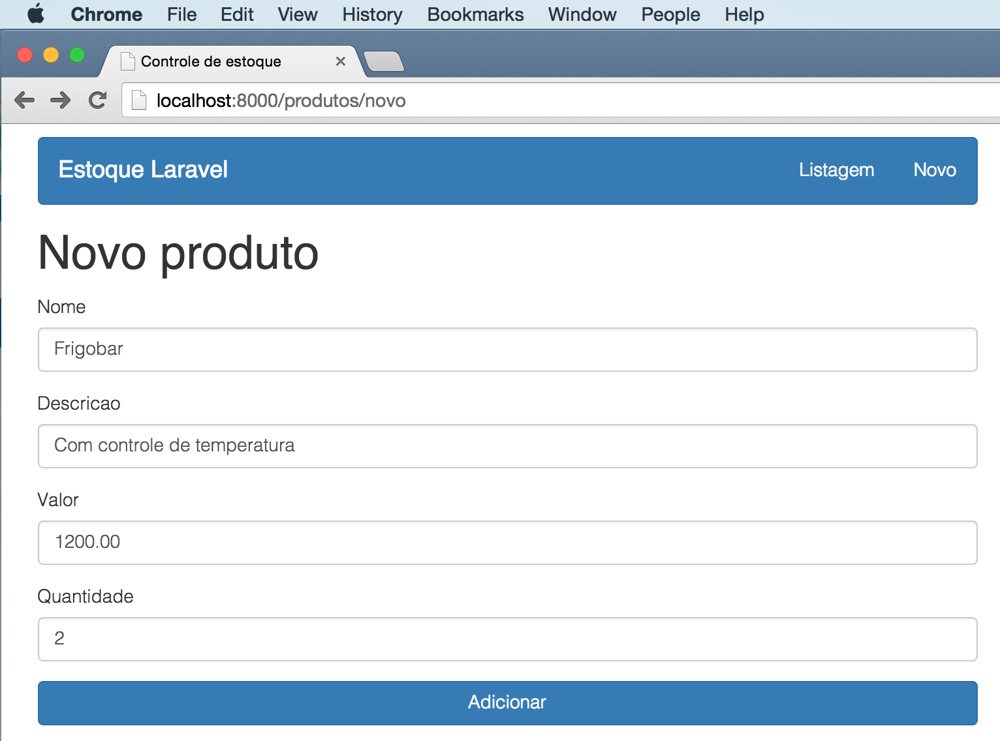 Chrome File Edit View History Bookmarks Window People Help
Controle de estoque
localhost:8000/produtos/novo
Estoque Laravel Listagem Novo
Novo produto
Nome
Frigobar
Descricao
Com controle de temperatura
Valor
1200.00
Quantidade
2
Adicionar